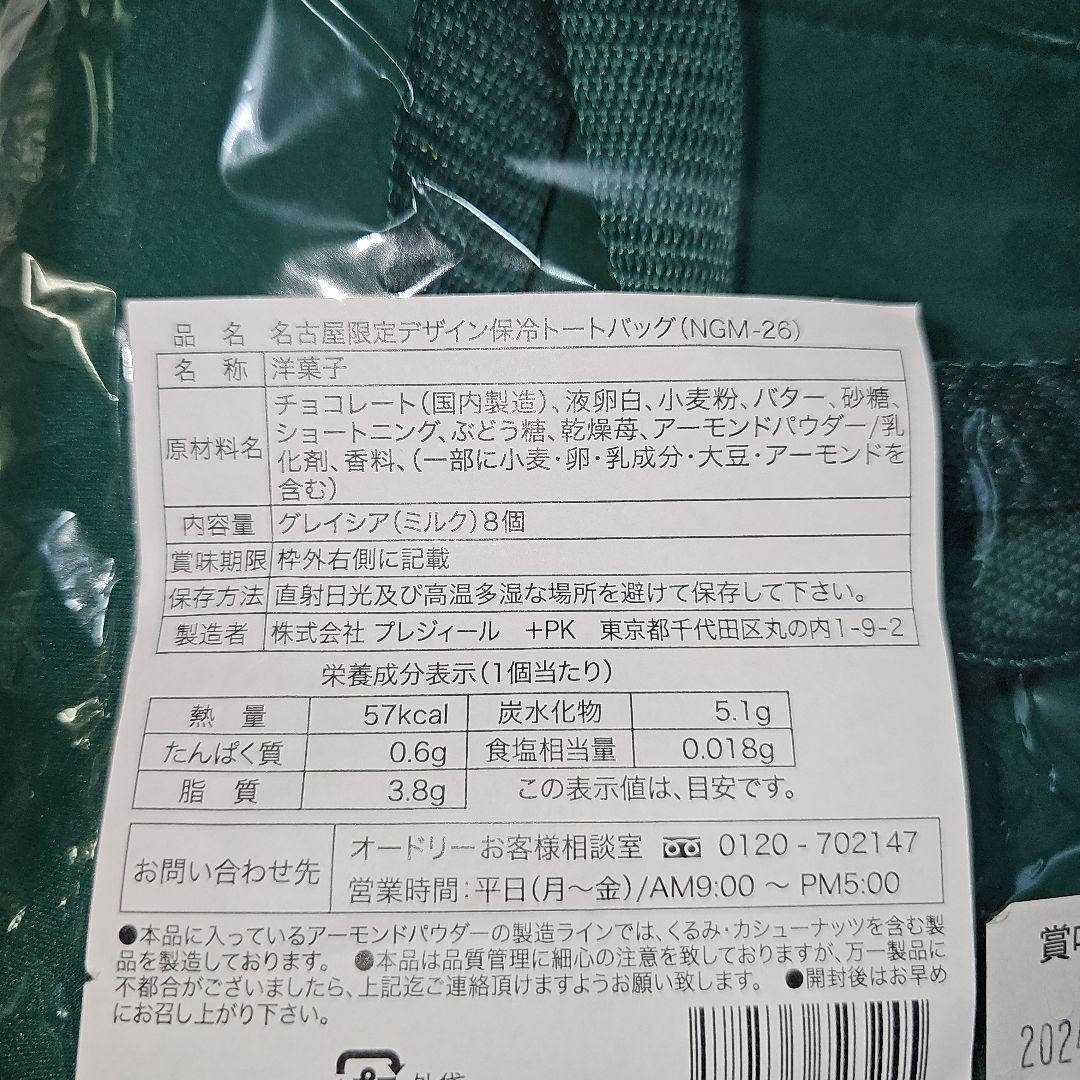 品 名 名古屋限定デザイン保冷トートバッグ(NGM-26)
名 称 洋菓子
原材料名 チョコレート(国内製造)、液卵白、小麦粉、バター、砂糖、
ショートニング、ぶどう糖、乾燥苺、アーモンドパウダー/乳
化剤、香料、(一部に小麦・卵・乳成分・大豆・アーモンドを
含む)
内容量 グレイシア(ミルク)8個
賞味期限 枠外右側に記載
保存方法 直射日光及び高温多湿な場所を避けて保存して下さい。
製造者 株式会社 プレジィール +PK 東京都千代田区丸の内1-9-2
栄養成分表示(1個当たり)
熱 量 57kcal 炭水化物 5.1g
たんぱく質 0.6g 食塩相当量 0.018g
脂 質 3.8g この表示値は、目安です。
お問い合わせ先 オードリーお客様相談室 0120-702147
営業時間:平日(月〜金)/AM9:00 〜 PM5:00
●本品に入っているアーモンドパウダーの製造ラインでは、くるみ・カシューナッツを含む製
品を製造しております。 ●本品は品質管理に細心の注意を致しておりますが、万一製品に
不都合がございましたら、上記迄ご連絡頂けますようお願い致します。 ●開封後はお早め
にお召し上がり下さい。
外袋
賞
2024